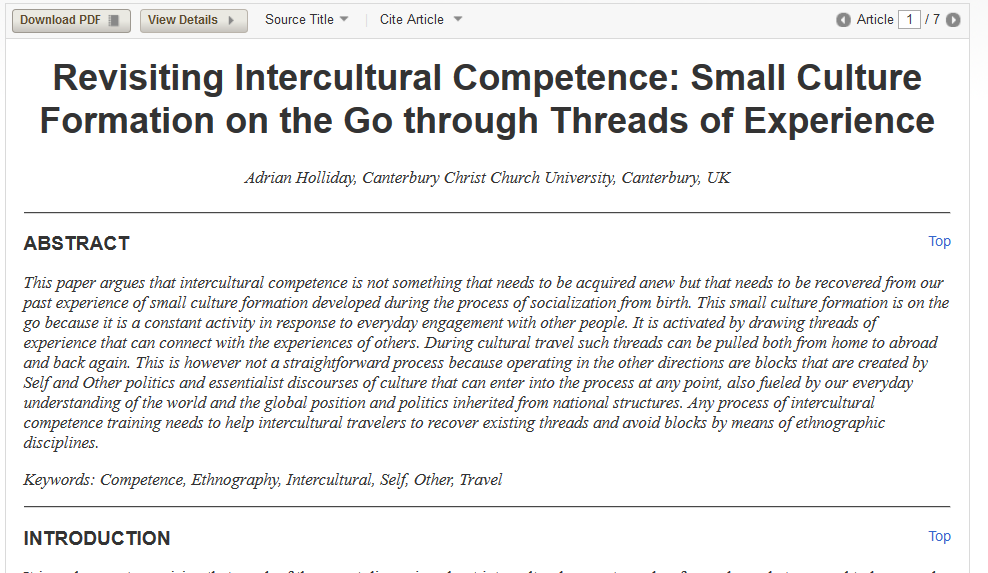 Download PDF View Details Source Title Cite Article Article 1 / 7
Revisiting Intercultural Competence: Small Culture
Formation on the Go through Threads of Experience
Adrian Holliday, Canterbury Christ Church University, Canterbury, UK
ABSTRACT Top
This paper argues that intercultural competence is not something that needs to be acquired anew but that needs to be recovered from our
past experience of small culture formation developed during the process of socialization from birth. This small culture formation is on the
go because it is a constant activity in response to everyday engagement with other people. It is activated by drawing threads of
experience that can connect with the experiences of others. During cultural travel such threads can be pulled both from home to abroad
and back again. This is however not a straightforward process because operating in the other directions are blocks that are created by
Self and Other politics and essentialist discourses of culture that can enter into the process at any point, also fueled by our everyday
understanding of the world and the global position and politics inherited from national structures. Any process of intercultural
competence training needs to help intercultural travelers to recover existing threads and avoid blocks by means of ethnographic
disciplines.
Keywords: Competence, Ethnography, Intercultural, Self, Other, Travel
INTRODUCTION Top